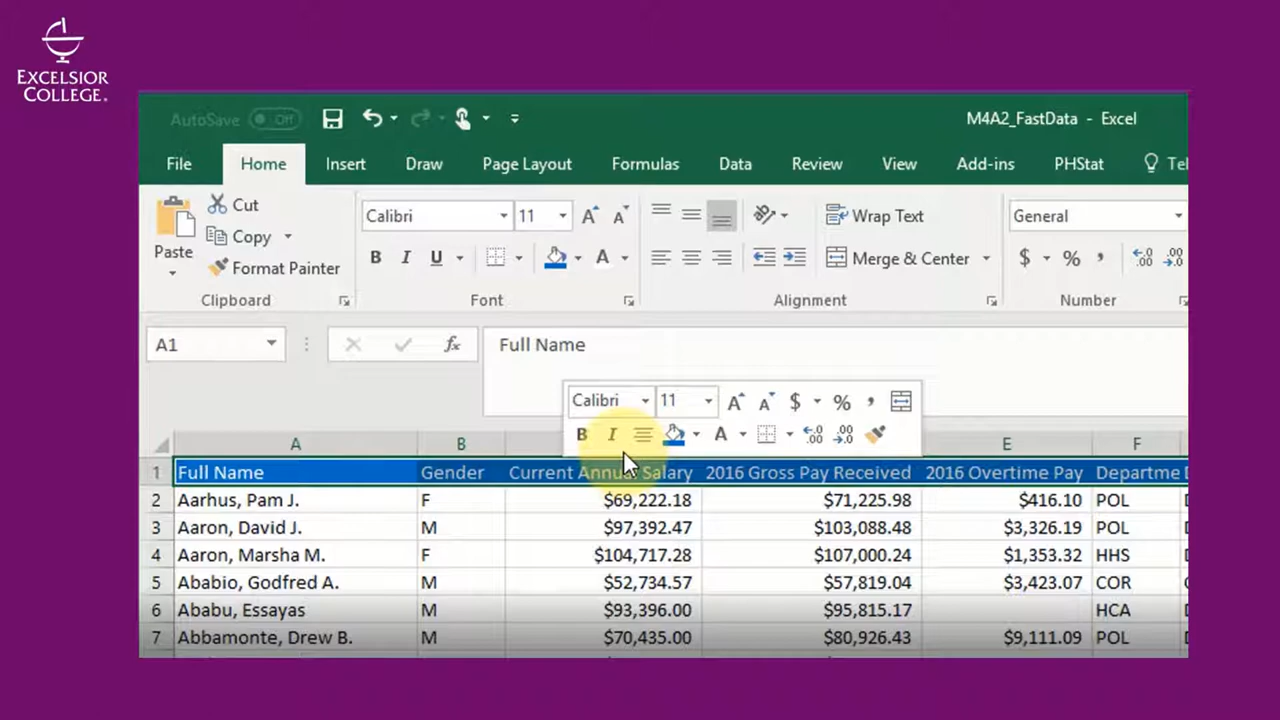 EXCELSIOR
COLLEGE®
AutoSave Off M4A2_FastData - Excel
File Home Insert Draw Page Layout Formulas Data Review View Add-ins PHStat Tel
Paste
Cut
Copy
Format Painter
Calibri 11
B I U A
Wrap Text
Merge & Center
General
$ % ,
Clipboard Font Alignment Number
A1 fx Full Name
Calibri 11 $ % ,
B I A
A B E F
1 Full Name Gender Current Annual Salary 2016 Gross Pay Received 2016 Overtime Pay Departme D
2 Aarhus, Pam J. F $69,222.18 $71,225.98 $416.10 POL
3 Aaron, David J. M $97,392.47 $103,088.48 $3,326.19 POL
4 Aaron, Marsha M. F $104,717.28 $107,000.24 $1,353.32 HHS
5 Ababio, Godfred A. M $52,734.57 $57,819.04 $3,423.07 COR
6 Ababu, Essayas M $93,396.00 $95,815.17 HCA
7 Abbamonte, Drew B. M $70,435.00 $80,926.43 $9,111.09 POL